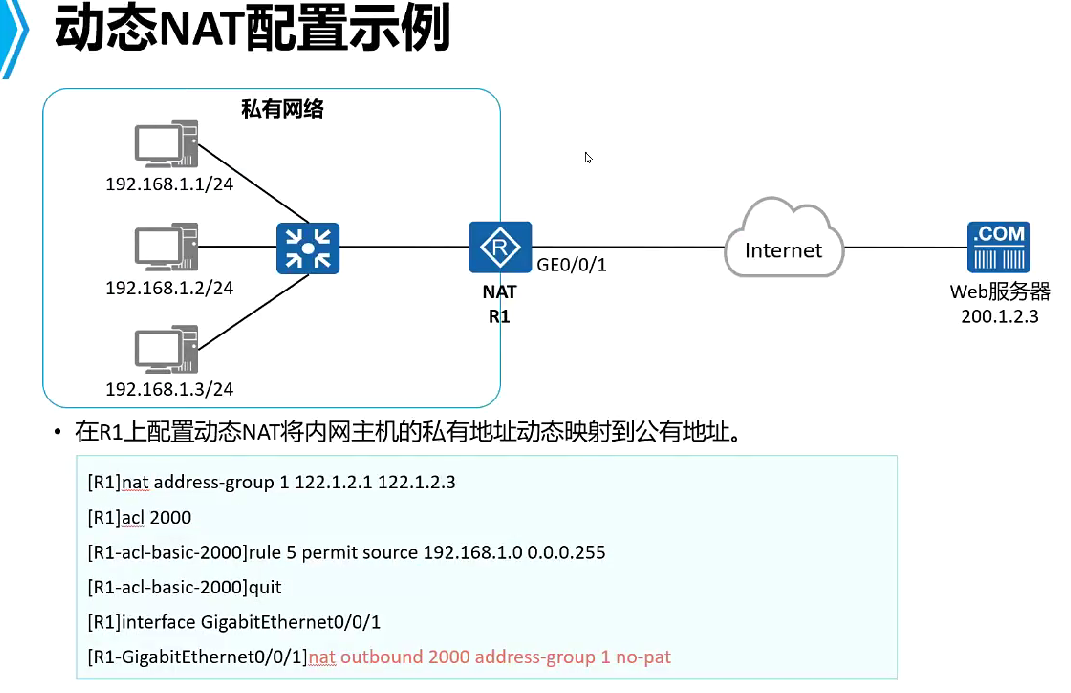 动态NAT配置示例
私有网络
192.168.1.1/24
192.168.1.2/24
192.168.1.3/24
R
GE0/0/1
NAT
R1
Internet
.COM
Web服务器
200.1.2.3
• 在R1上配置动态NAT将内网主机的私有地址动态映射到公有地址。
[R1]nat address-group 1 122.1.2.1 122.1.2.3
[R1]acl 2000
[R1-acl-basic-2000]rule 5 permit source 192.168.1.0 0.0.0.255
[R1-acl-basic-2000]quit
[R1]interface GigabitEthernet0/0/1
[R1-GigabitEthernet0/0/1]nat outbound 2000 address-group 1 no-pat